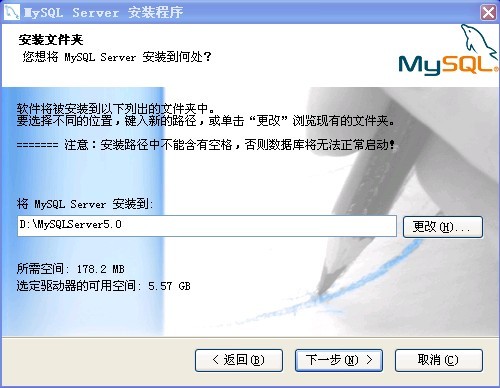 MySQL Server 安装程序
安装文件夹
您想将 MySQL Server 安装到何处?
MySQL®
软件将被安装到以下列出的文件夹中。
要选择不同的位置，键入新的路径，或单击“更改”浏览现有的文件夹。
======= 注意：安装路径中不能含有空格，否则数据库将无法正常启动!
将 MySQL Server 安装到:
D:\MySQLServer5.0
更改(H)...
所需空间: 178.2 MB
选定驱动器的可用空间: 5.57 GB
< 返回(B)
下一步(N) >
取消(C)